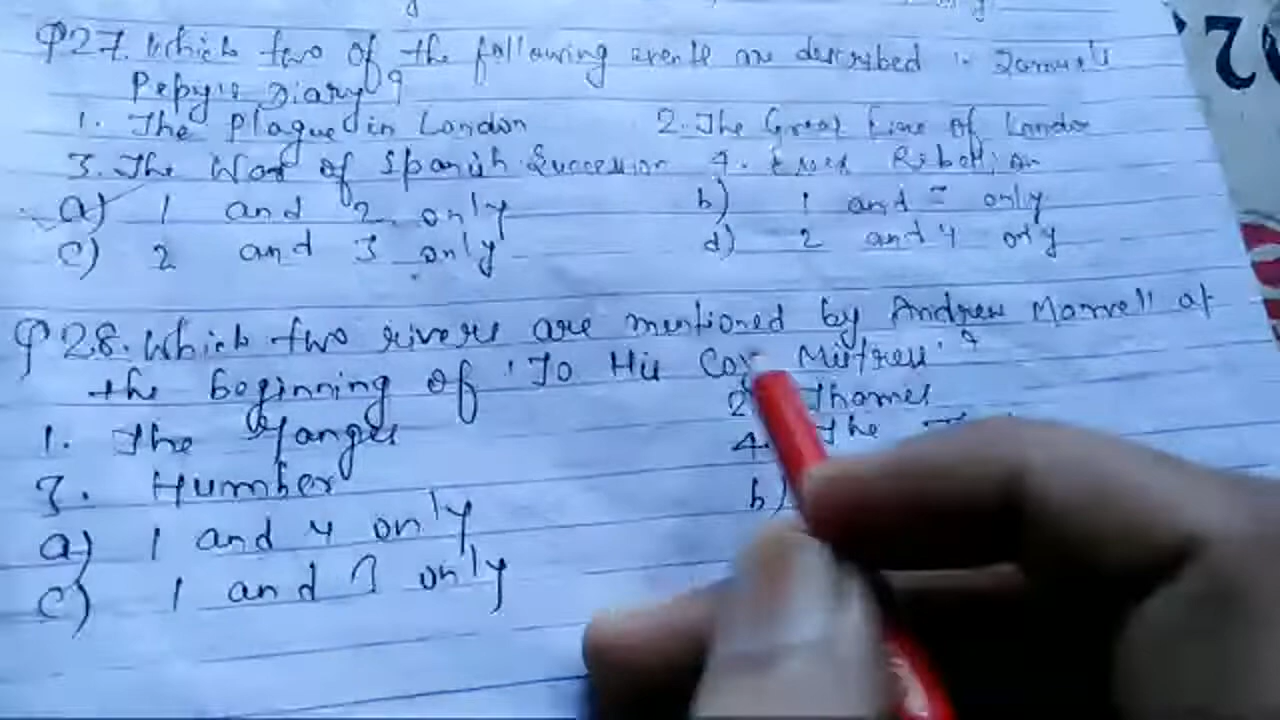 Q27. Which two of the following events are described in Samuel's
Pepy's Diary?
1. The Plague in London 2. The Great Fire of London
3. The War of Spanish Succession 4. Rebellion
a) 1 and 2 only b) 1 and only
c) 2 and 3 only d) 2 and 4 only
Q28. Which two rivers are mentioned by Andrew Marvell at
the beginning of 'To His Coy Mistress'?
1. The Ganges 2 Thames
3. Humber 4. The
a) 1 and 4 only b)
c) 1 and 3 only